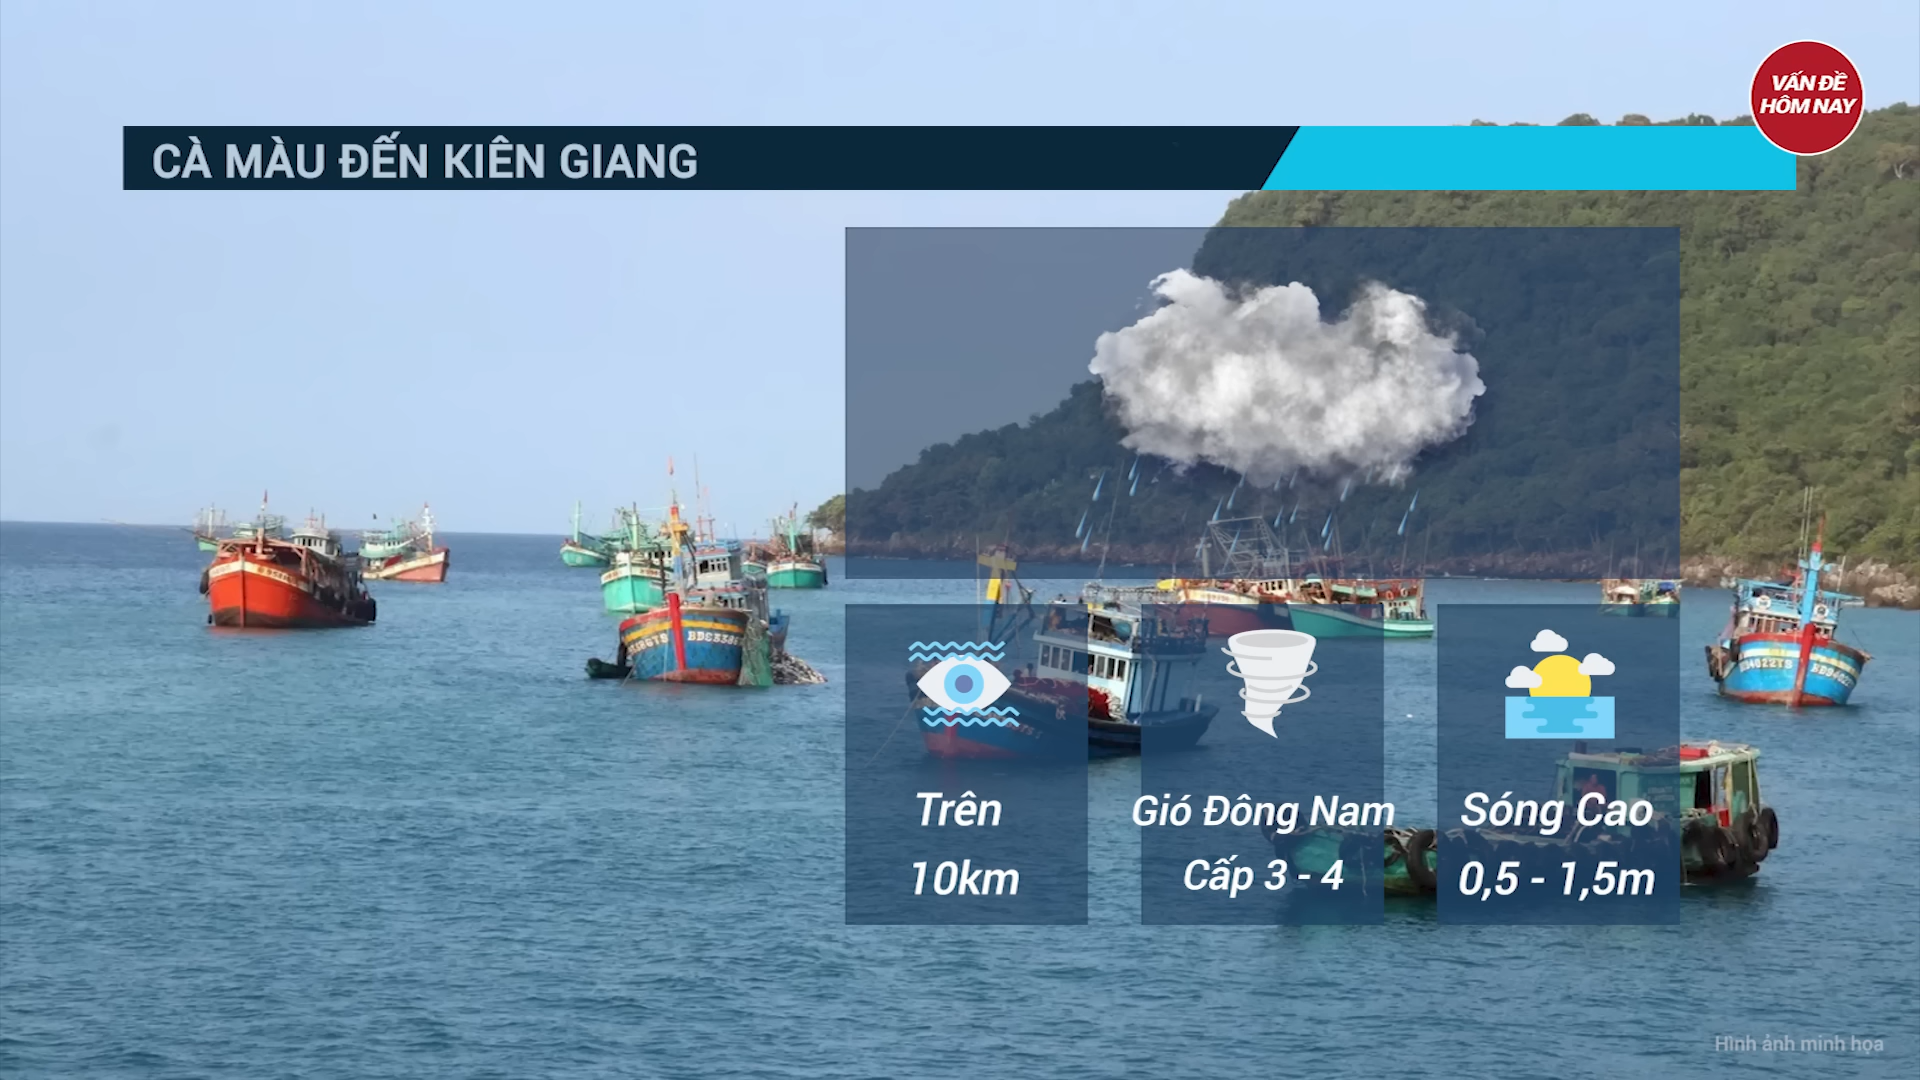 VẤN ĐỀ
HÔM NAY
CÀ MÀU ĐẾN KIÊN GIANG
Trên
10km
Gió Đông Nam
Cấp 3 - 4
Sóng Cao
0,5 - 1,5m
Hình ảnh minh họa